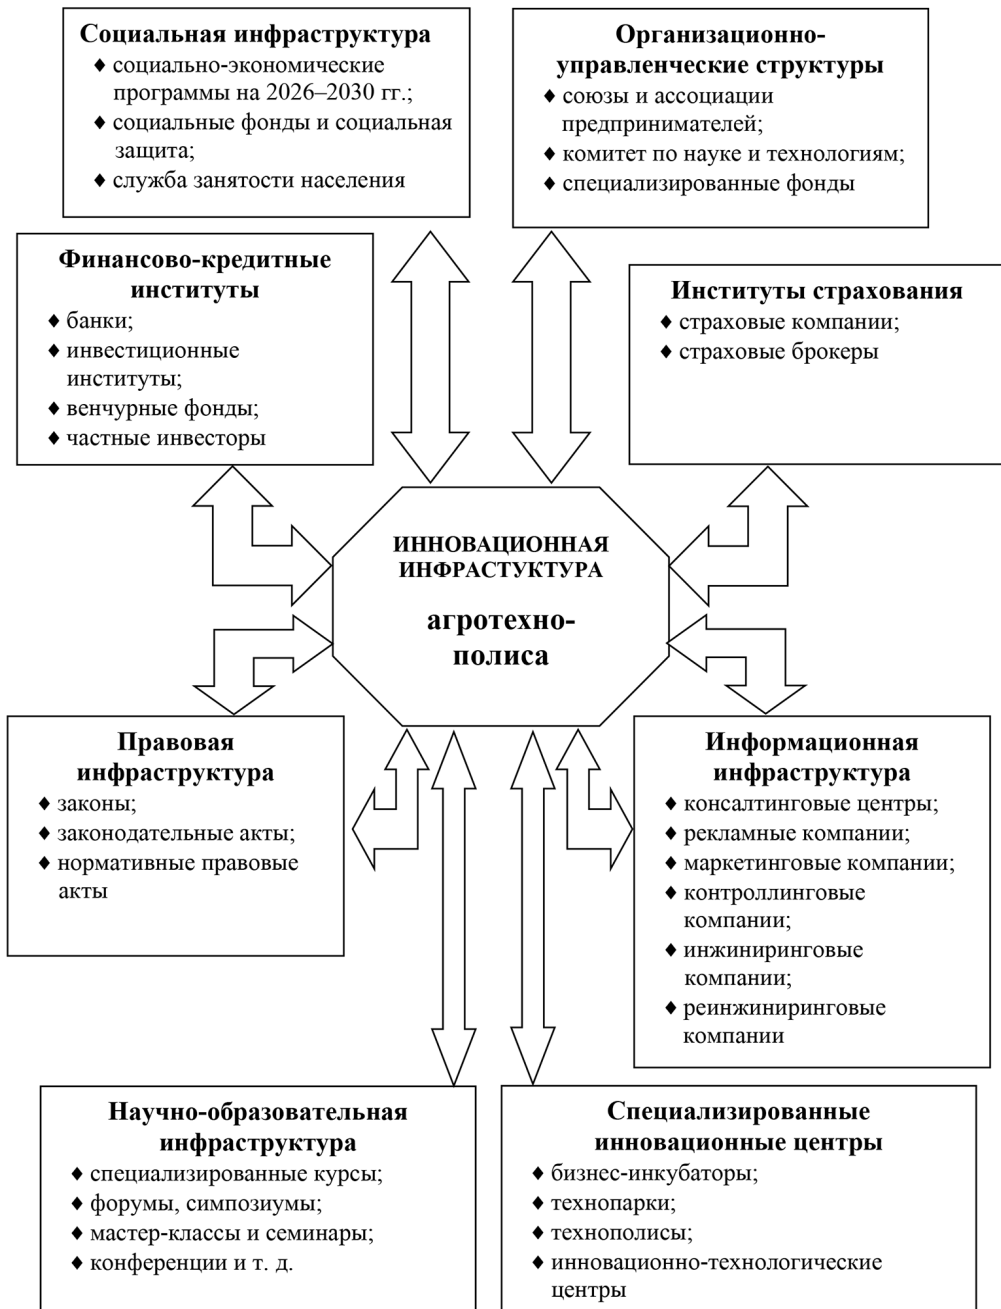 Социальная инфраструктура
♦ социально-экономические
программы на 2026–2030 гг.;
♦ социальные фонды и социальная
защита;
♦ служба занятости населения
Организационно-
управленческие структуры
♦ союзы и ассоциации
предпринимателей;
♦ комитет по науке и технологиям;
♦ специализированные фонды
Финансово-кредитные
институты
♦ банки;
♦ инвестиционные
институты;
♦ венчурные фонды;
♦ частные инвесторы
Институты страхования
♦ страховые компании;
♦ страховые брокеры
ИННОВАЦИОННАЯ
ИНФРАСТУКТУРА
агротехно-
полиса
Правовая
инфраструктура
♦ законы;
♦ законодательные акты;
♦ нормативные правовые
акты
Информационная
инфраструктура
♦ консалтинговые центры;
♦ рекламные компании;
♦ маркетинговые компании;
♦ контроллинговые
компании;
♦ инжиниринговые
компании;
♦ реинжиниринговые
компании
Научно-образовательная
инфраструктура
♦ специализированные курсы;
♦ форумы, симпозиумы;
♦ мастер-классы и семинары;
♦ конференции и т. д.
Специализированные
инновационные центры
♦ бизнес-инкубаторы;
♦ технопарки;
♦ технополисы;
♦ инновационно-технологические
центры